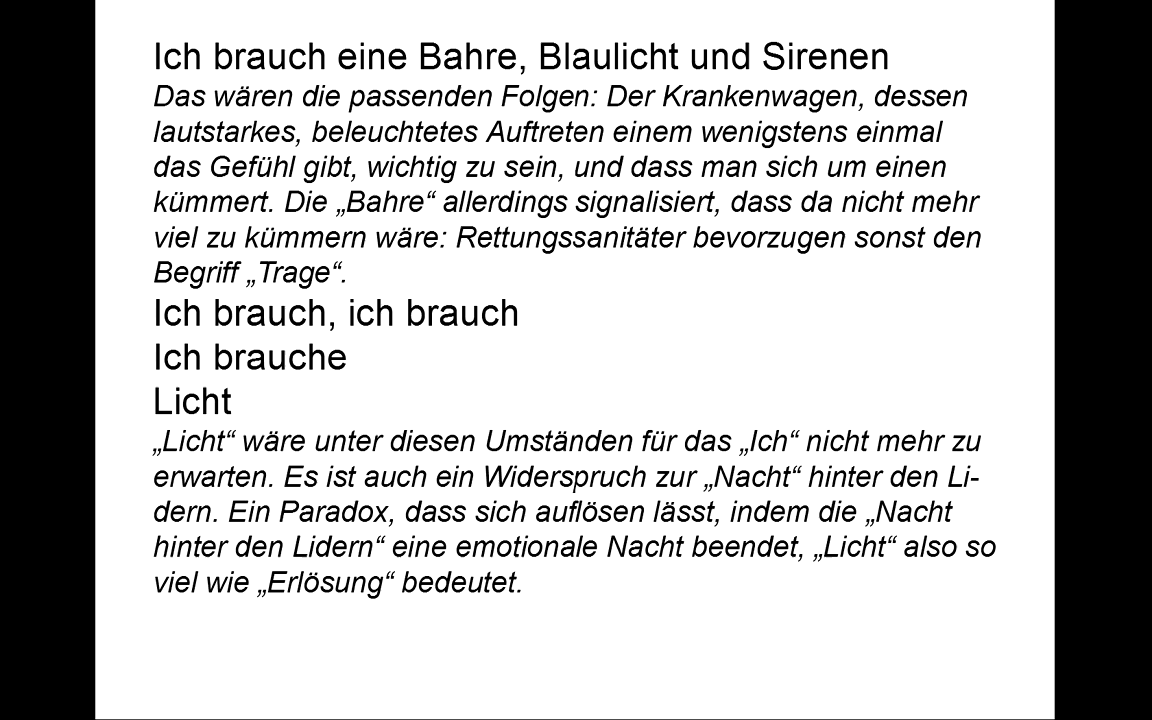 Ich brauch eine Bahre, Blaulicht und Sirenen
Das wären die passenden Folgen: Der Krankenwagen, dessen
lautstarkes, beleuchtetes Auftreten einem wenigstens einmal
das Gefühl gibt, wichtig zu sein, und dass man sich um einen
kümmert. Die „Bahre“ allerdings signalisiert, dass da nicht mehr
viel zu kümmern wäre: Rettungssanitäter bevorzugen sonst den
Begriff „Trage“.
Ich brauch, ich brauch
Ich brauche
Licht
„Licht“ wäre unter diesen Umständen für das „Ich“ nicht mehr zu
erwarten. Es ist auch ein Widerspruch zur „Nacht“ hinter den Li-
dern. Ein Paradox, dass sich auflösen lässt, indem die „Nacht
hinter den Lidern“ eine emotionale Nacht beendet, „Licht“ also so
viel wie „Erlösung“ bedeutet.